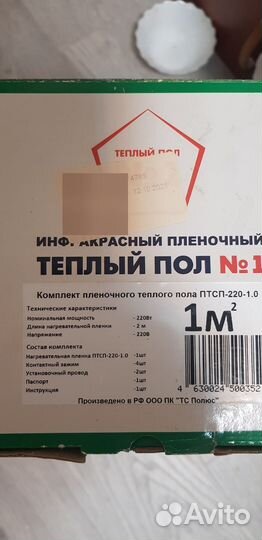 ТЕПЛЫЙ ПОЛ
ИНФРАКРАСНЫЙ ПЛЕНОЧНЫЙ
ТЕПЛЫЙ ПОЛ №1
Комплект пленочного теплого пола ПТСП-220-1.0
Технические характеристики
Номинальная мощность - 220Вт
Длина нагревательной пленки - 2 м
Напряжение - 220В
1м²
Состав комплекта
Нагревательная пленка ПТСП-220-1.0 -1шт
Контактный зажим -4шт
Установочный провод -2шт
Паспорт -1шт
Инструкция -1шт
4 630024 500352
Произведено в РФ ООО ПК "ТС Полюс"
Avito